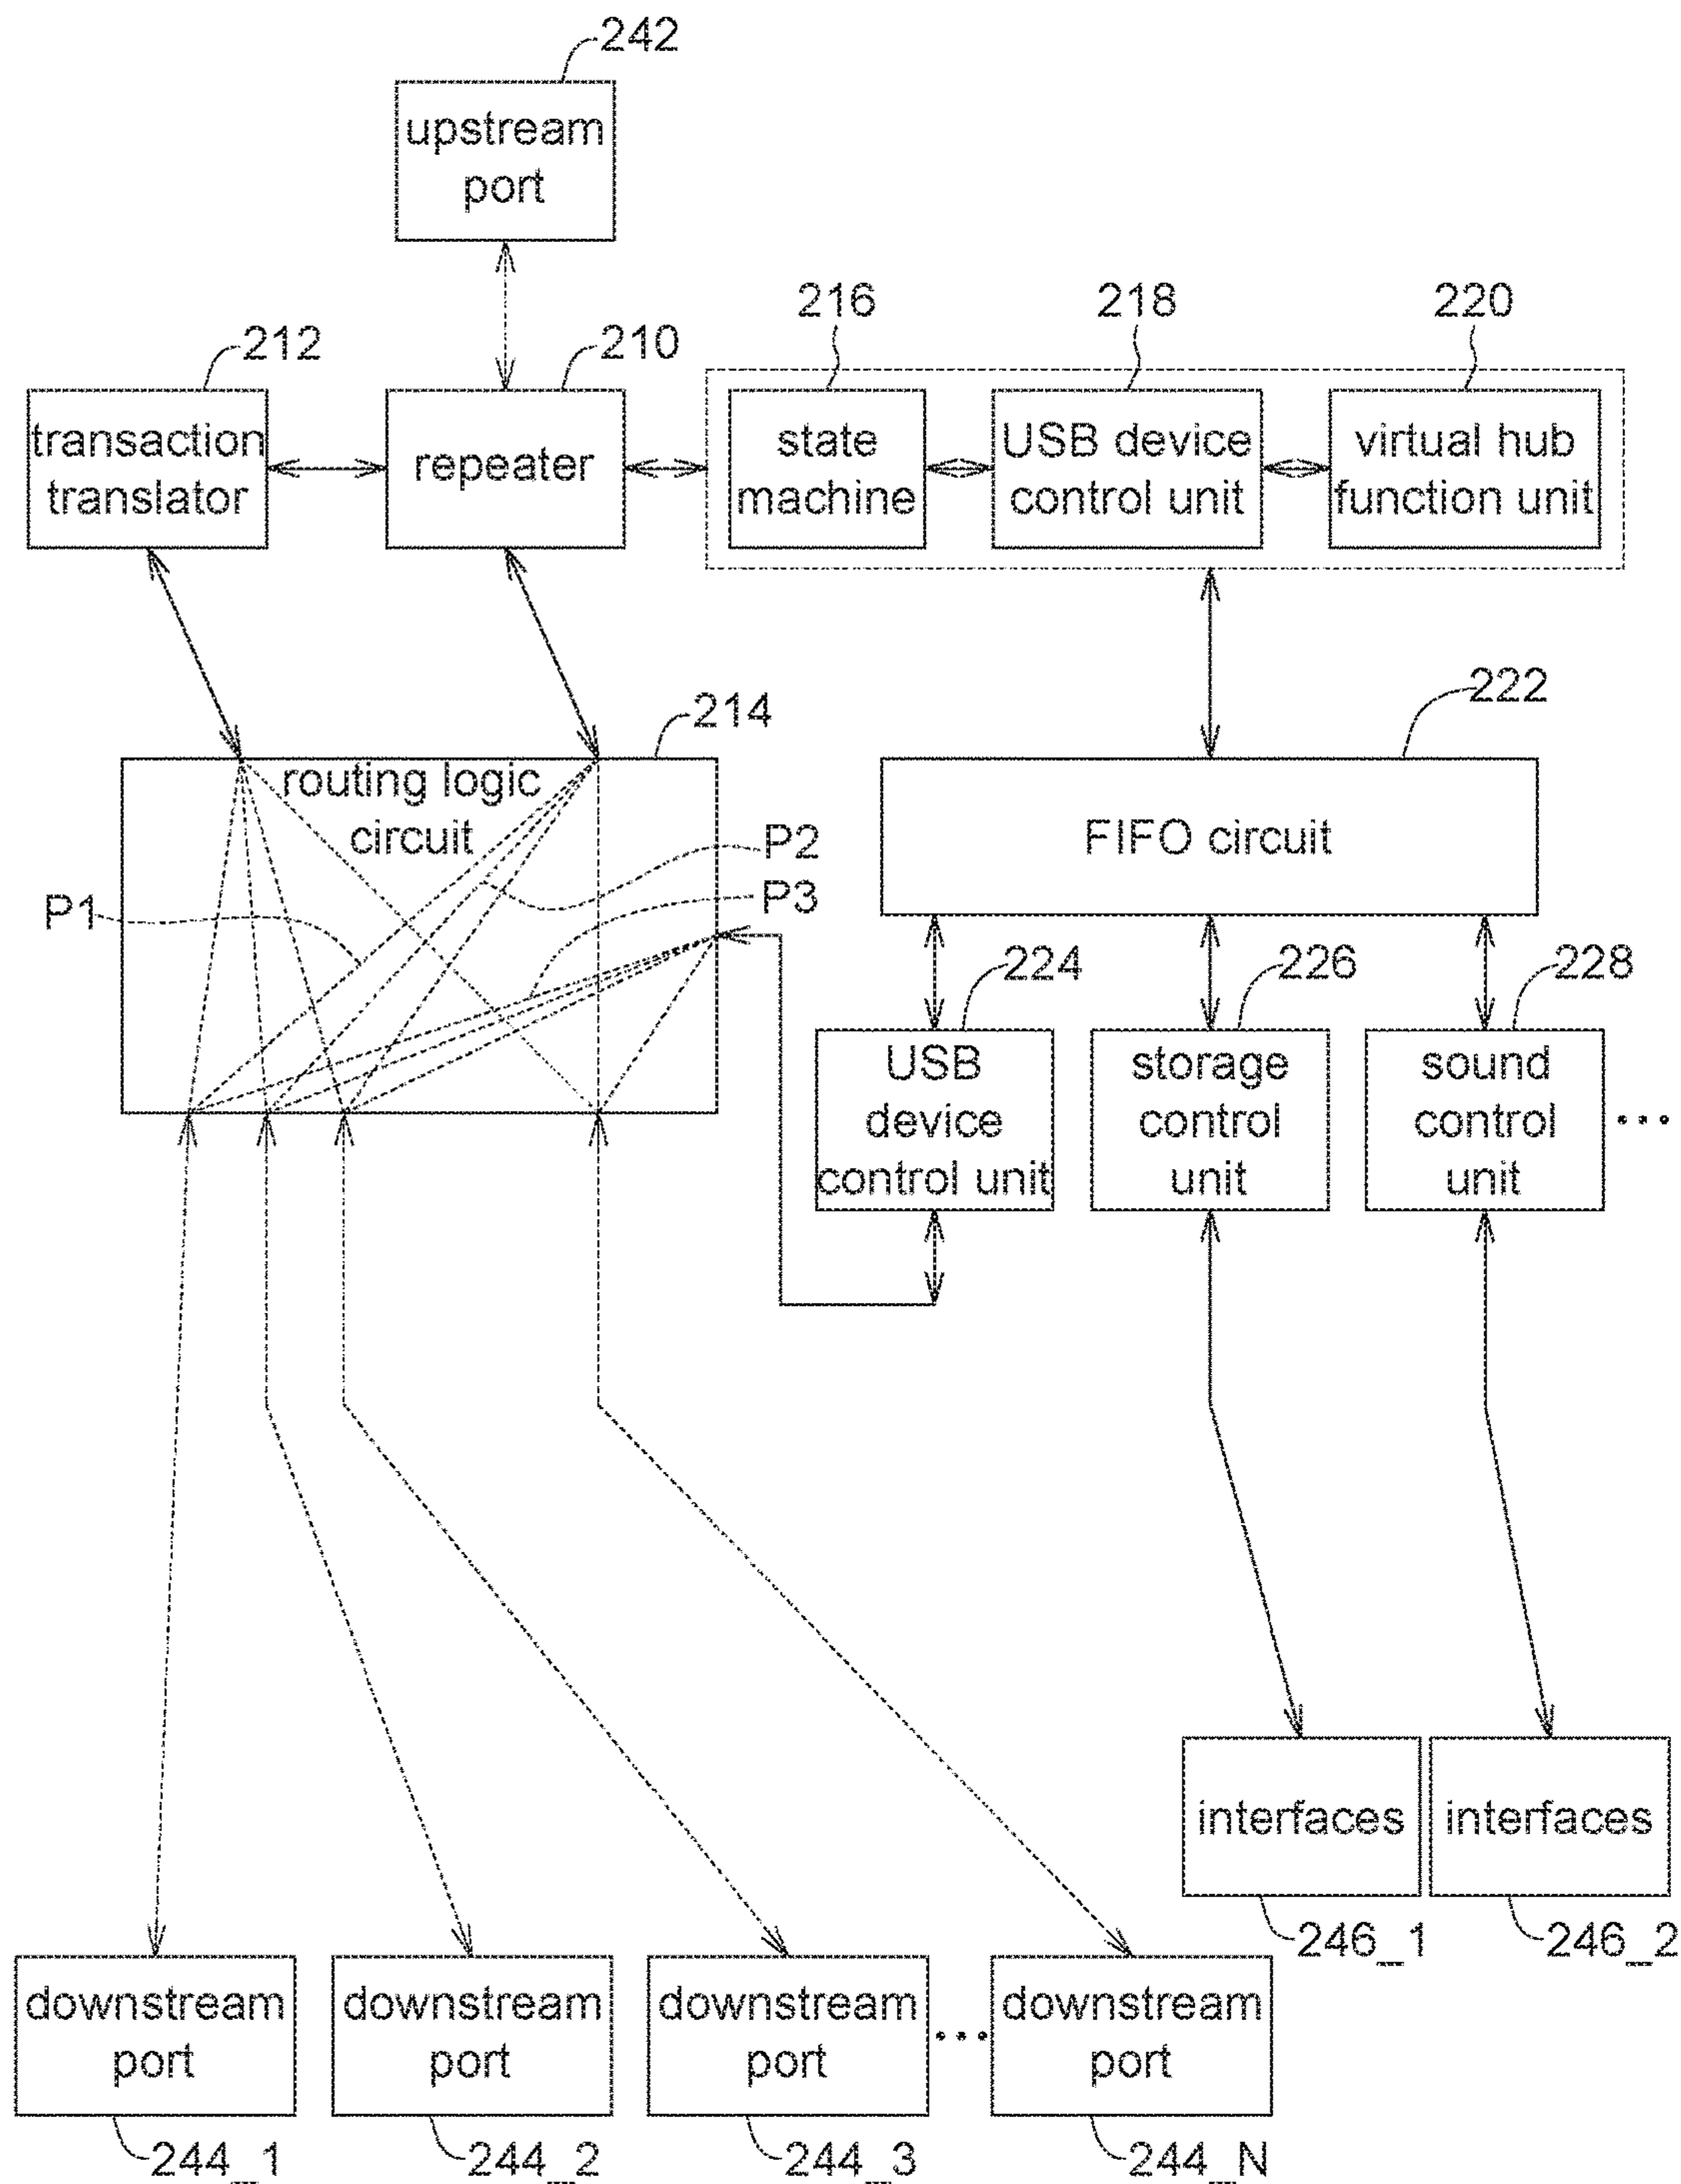 242
upstream
port
216
218
220
212
210
transaction
translator
repeater
state
machine
USB device
control unit
virtual hub
function unit
222
214
routing logic
circuit
P2
P3
P1
FIFO circuit
224
226
228
USB
device
control unit
storage
control
unit
sound
control
unit
...
interfaces
interfaces
246_1
246_2
downstream
port
downstream
port
downstream
port
...
downstream
port
244_1
244_2
244_3
244_N